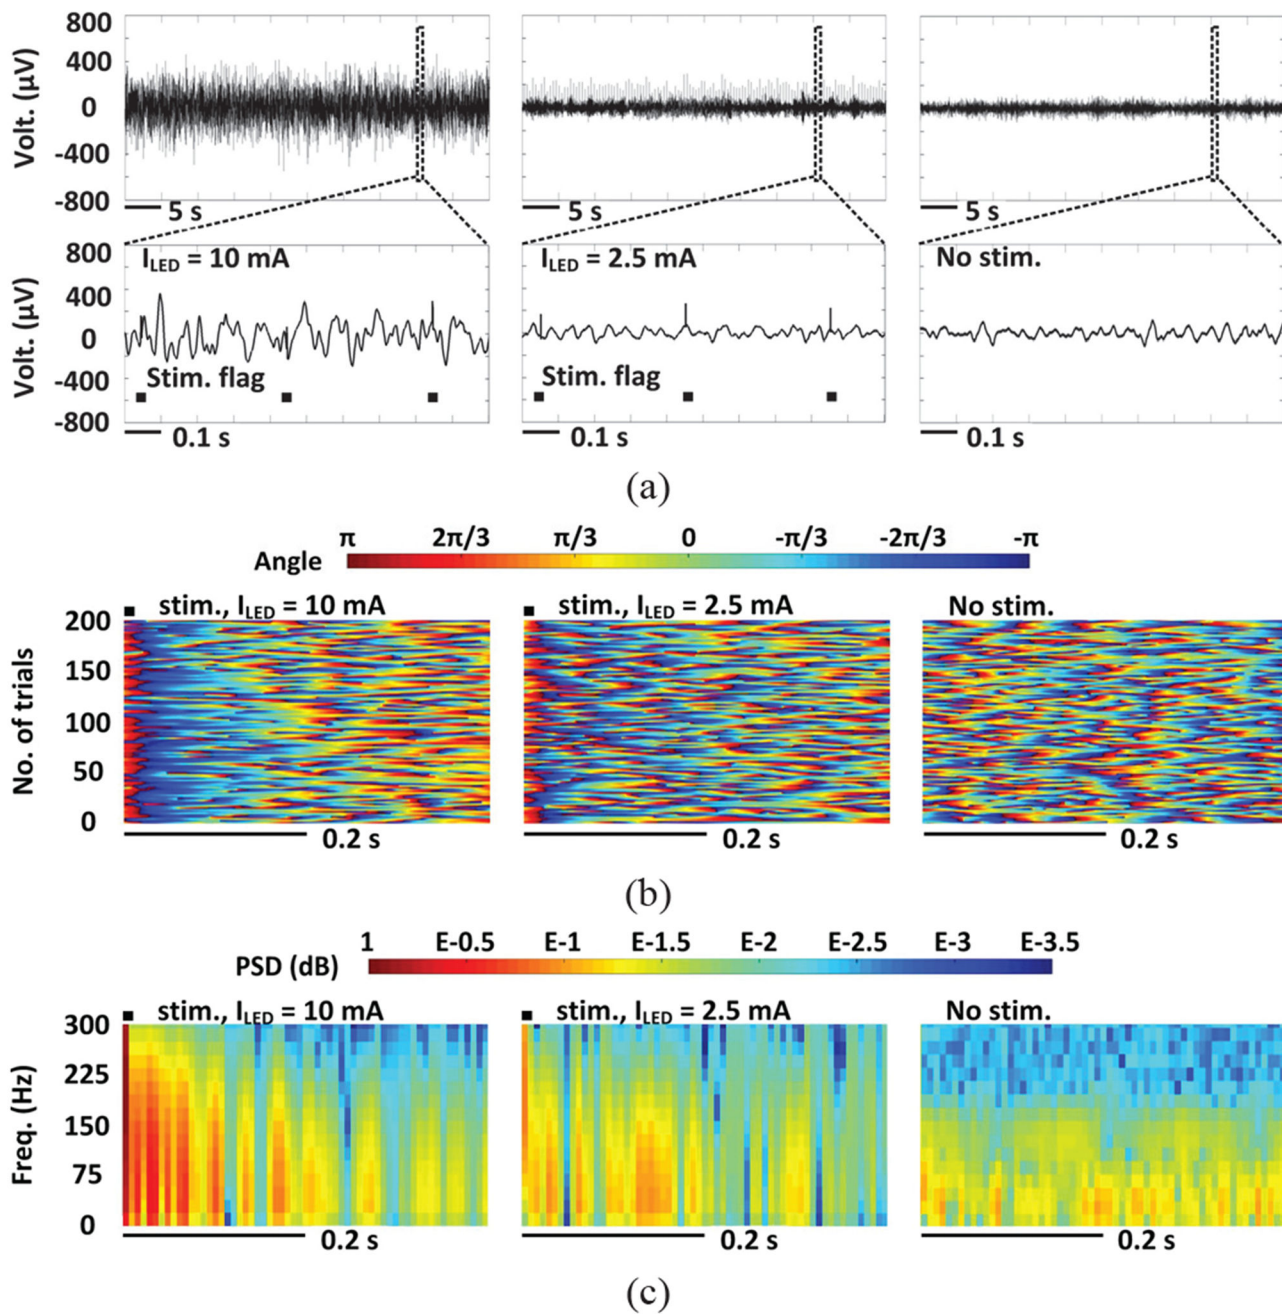 800
400
0
-400
-800
Volt. (µV)
5 s
5 s
5 s
800
400
0
-400
-800
Volt. (µV)
I_LED = 10 mA
I_LED = 2.5 mA
No stim.
Stim. flag
Stim. flag
0.1 s
0.1 s
0.1 s
(a)
π 2π/3 π/3 0 -π/3 -2π/3 -π
Angle
stim., I_LED = 10 mA
stim., I_LED = 2.5 mA
No stim.
200
150
100
50
0
No. of trials
0.2 s
0.2 s
0.2 s
(b)
1 E-0.5 E-1 E-1.5 E-2 E-2.5 E-3 E-3.5
PSD (dB)
stim., I_LED = 10 mA
stim., I_LED = 2.5 mA
No stim.
300
225
150
75
0
Freq. (Hz)
0.2 s
0.2 s
0.2 s
(c)